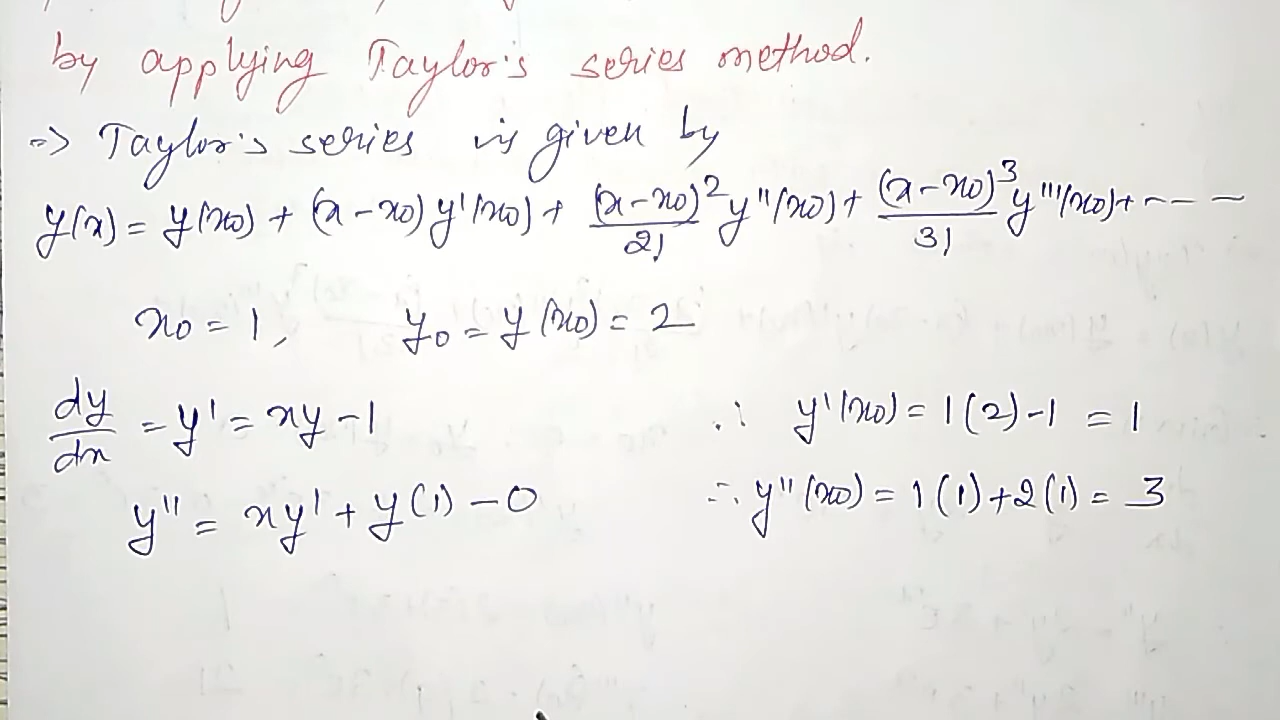 by applying Taylor's series method.
=> Taylor's series is given by
y(x) = y(x0) + (x - x0) y'(x0) + (x - x0)^2/2! y''(x0) + (x - x0)^3/3! y'''(x0) + ----
x0 = 1, y0 = y(x0) = 2
dy/dx = y' = xy - 1 ∴ y'(x0) = 1(2) - 1 = 1
y'' = xy' + y(1) - 0 ∴ y''(x0) = 1(1) + 2(1) = 3